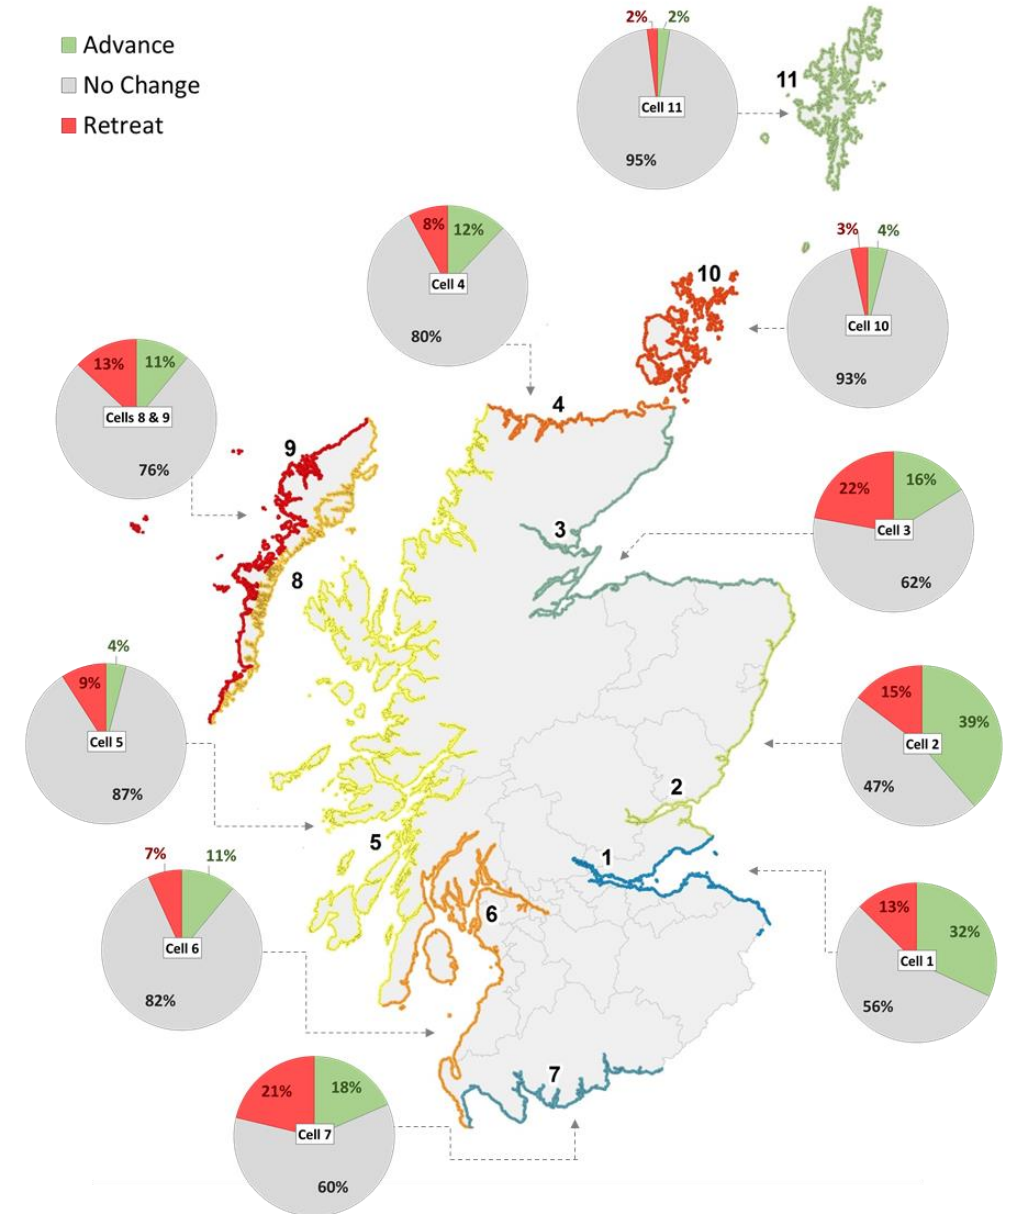 Advance
No Change
Retreat
2% 2%
Cell 11
95%
11
8% 12%
Cell 4
80%
3% 4%
Cell 10
93%
10
13% 11%
Cells 8 & 9
76%
4
9
8
3
22% 16%
Cell 3
62%
4%
9%
Cell 5
87%
15% 39%
Cell 2
47%
2
5
1
7% 11%
Cell 6
82%
6
13% 32%
Cell 1
56%
21% 18%
Cell 7
60%
7